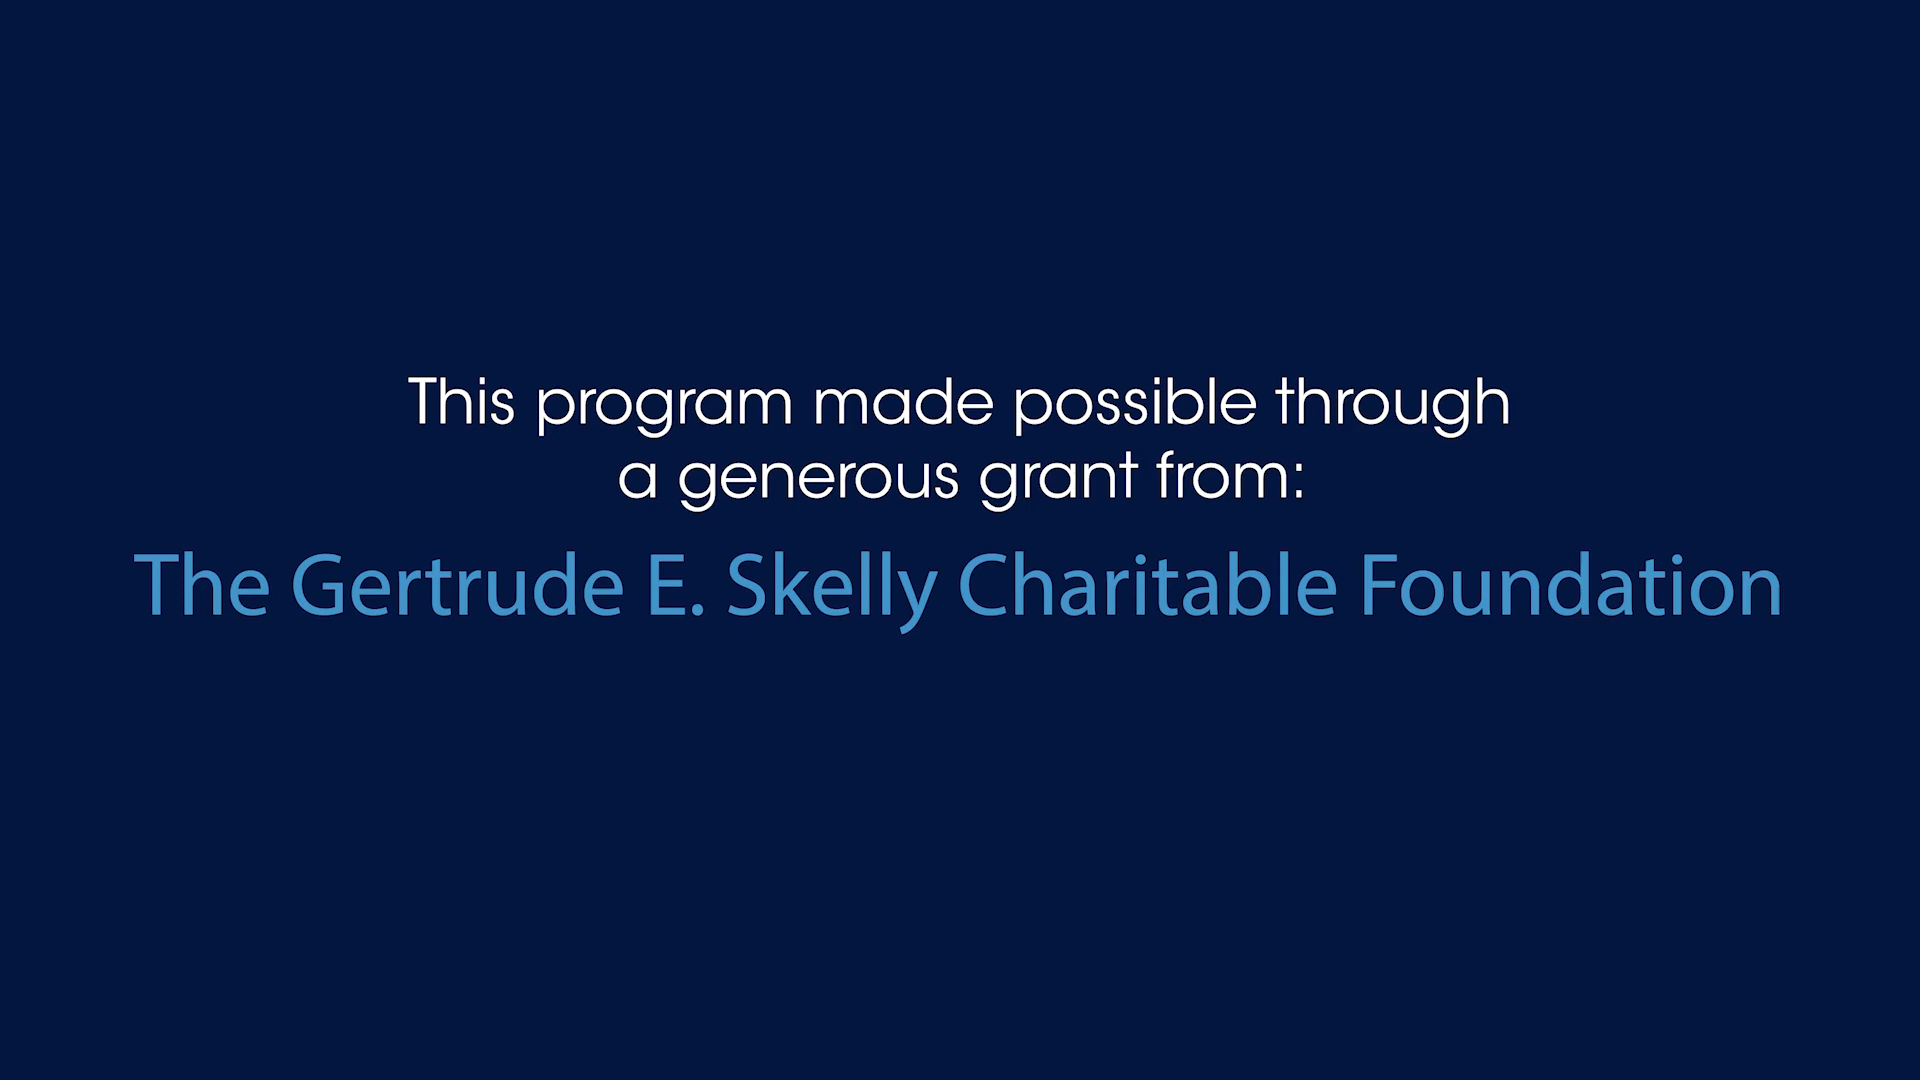 This program made possible through
a generous grant from:
The Gertrude E. Skelly Charitable Foundation